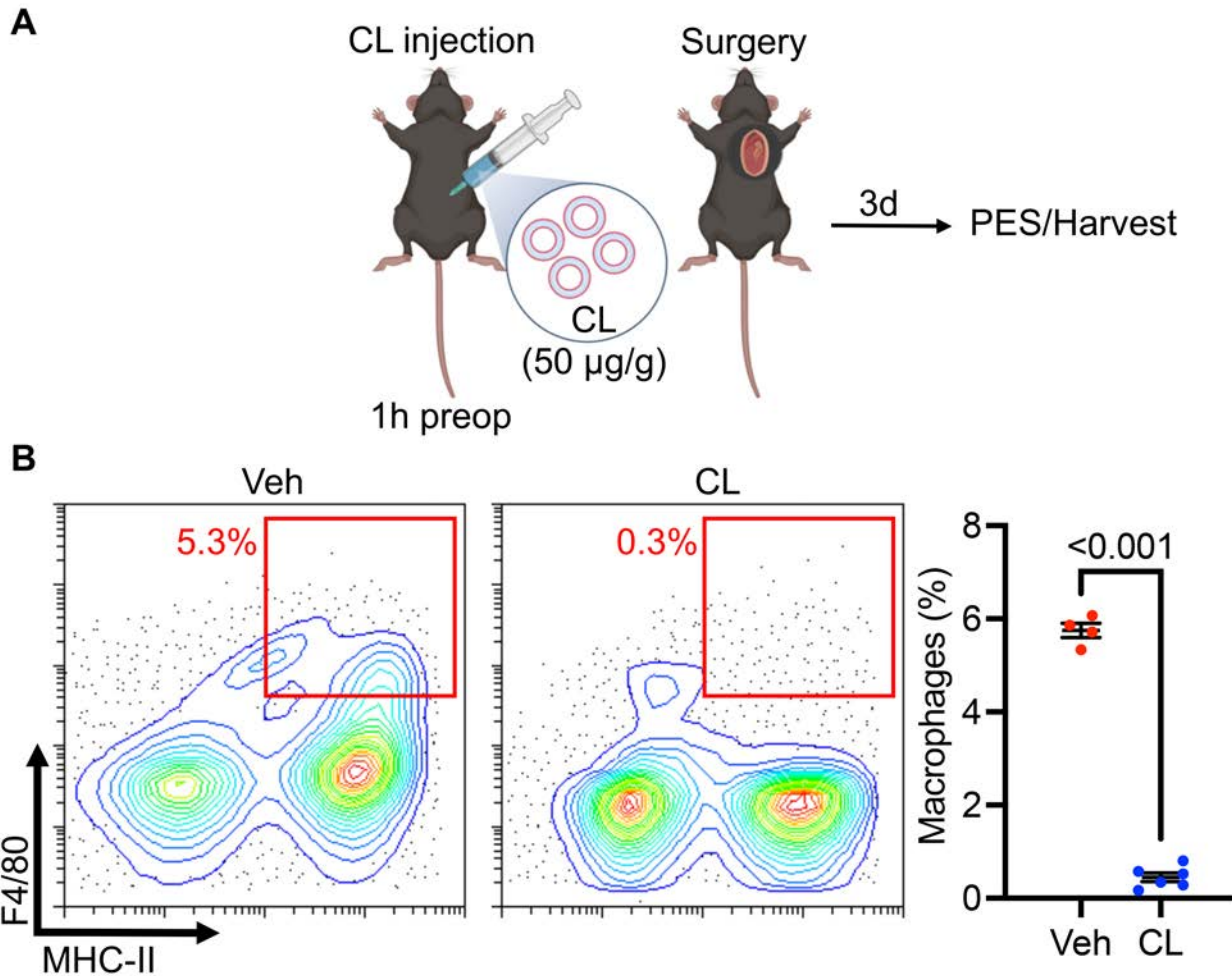 A
CL injection
Surgery
3d
PES/Harvest
CL
(50 µg/g)
1h preop
B
Veh
CL
5.3%
0.3%
F4/80
MHC-II
Macrophages (%)
8
6
4
2
0
<0.001
Veh
CL